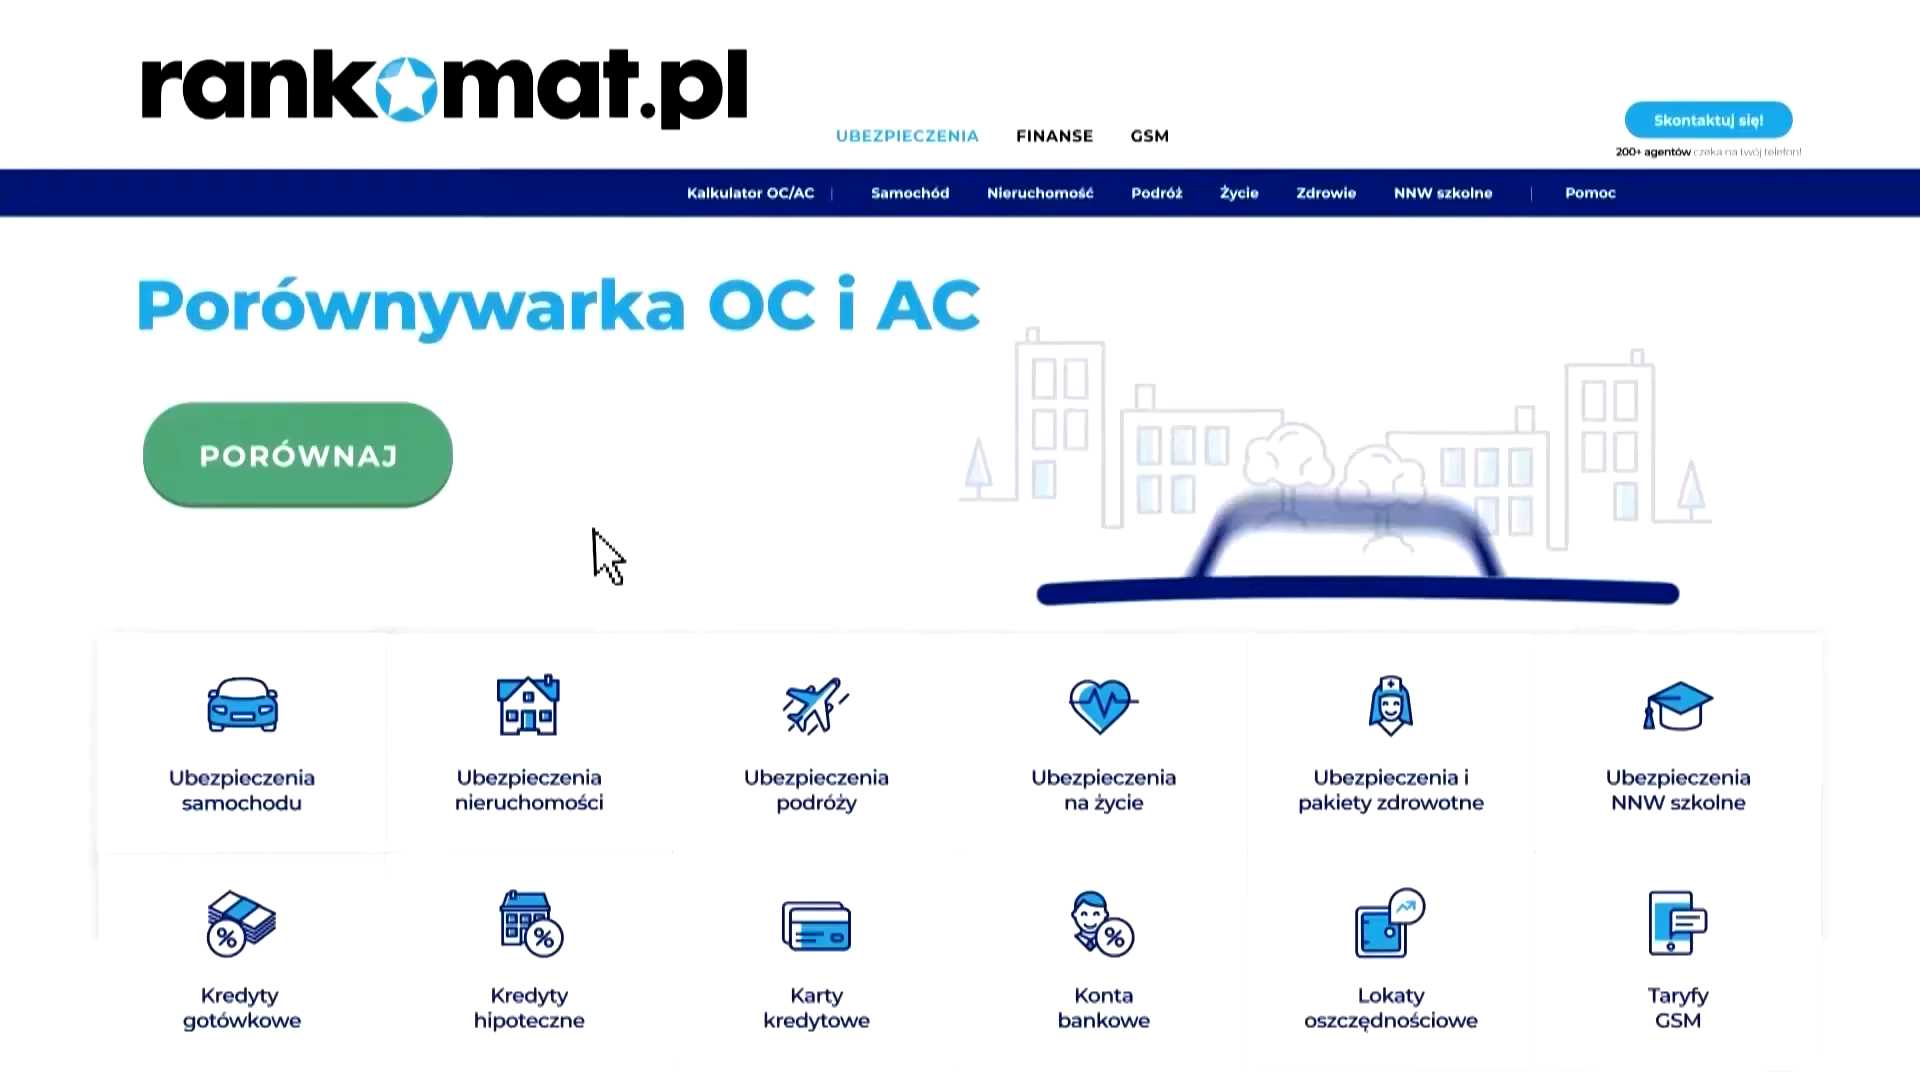 rankomat.pl
UBEZPIECZENIA FINANSE GSM
Skontaktuj się!
200+ agentów czeka na twój telefon!
Kalkulator OC/AC | Samochód Nieruchomość Podróż Życie Zdrowie NNW szkolne | Pomoc
Porównywarka OC i AC
PORÓWNAJ
Ubezpieczenia
samochodu
Ubezpieczenia
nieruchomości
Ubezpieczenia
podróży
Ubezpieczenia
na życie
Ubezpieczenia i
pakiety zdrowotne
Ubezpieczenia
NNW szkolne
Kredyty
gotówkowe
Kredyty
hipoteczne
Karty
kredytowe
Konta
bankowe
Lokaty
oszczędnościowe
Taryfy
GSM